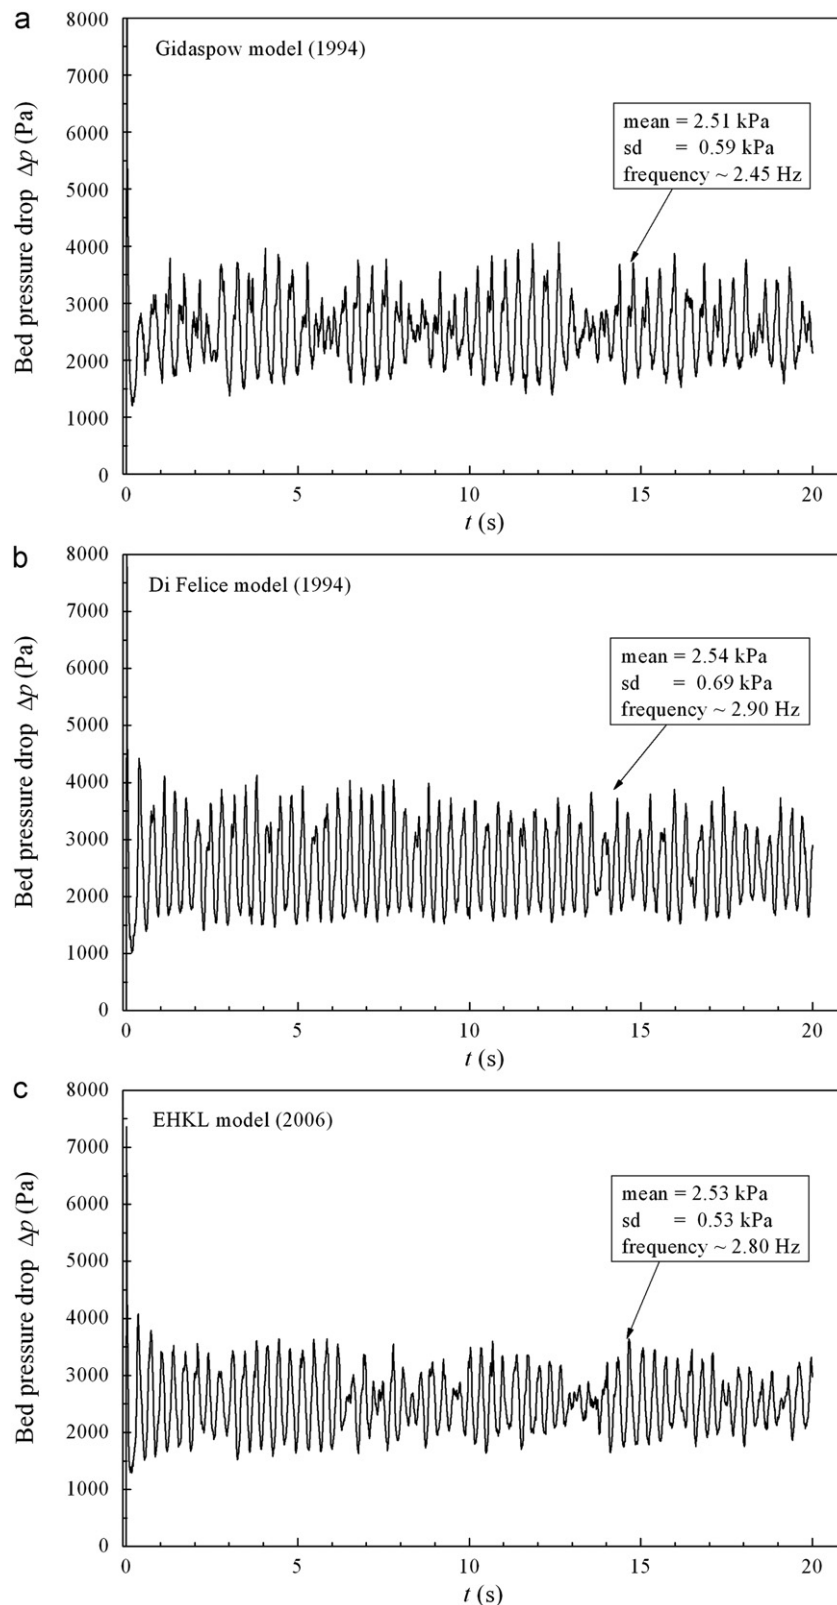 a
8000
Gidaspow model (1994)
7000
mean = 2.51 kPa
6000
sd = 0.59 kPa
frequency ~ 2.45 Hz
5000
4000
3000
2000
1000
0
Bed pressure drop Δp (Pa)
0 5 10 15 20
t (s)
b
8000
Di Felice model (1994)
7000
mean = 2.54 kPa
6000
sd = 0.69 kPa
frequency ~ 2.90 Hz
5000
4000
3000
2000
1000
0
Bed pressure drop Δp (Pa)
0 5 10 15 20
t (s)
c
8000
EHKL model (2006)
7000
mean = 2.53 kPa
6000
sd = 0.53 kPa
frequency ~ 2.80 Hz
5000
4000
3000
2000
1000
0
Bed pressure drop Δp (Pa)
0 5 10 15 20
t (s)